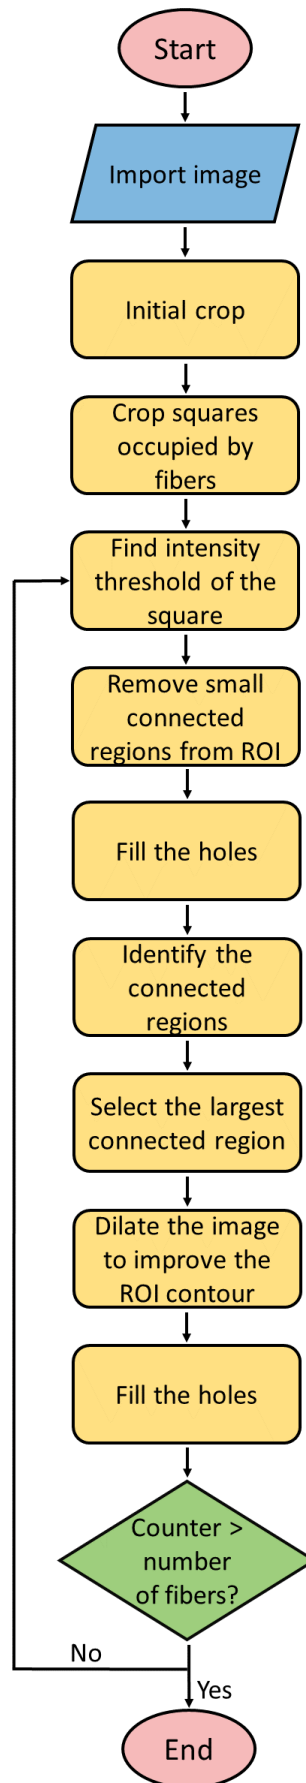 Start
Import image
Initial crop
Crop squares
occupied by
fibers
Find intensity
threshold of the
square
Remove small
connected
regions from ROI
Fill the holes
Identify the
connected
regions
Select the largest
connected region
Dilate the image
to improve the
ROI contour
Fill the holes
Counter >
number
of fibers?
No
Yes
End